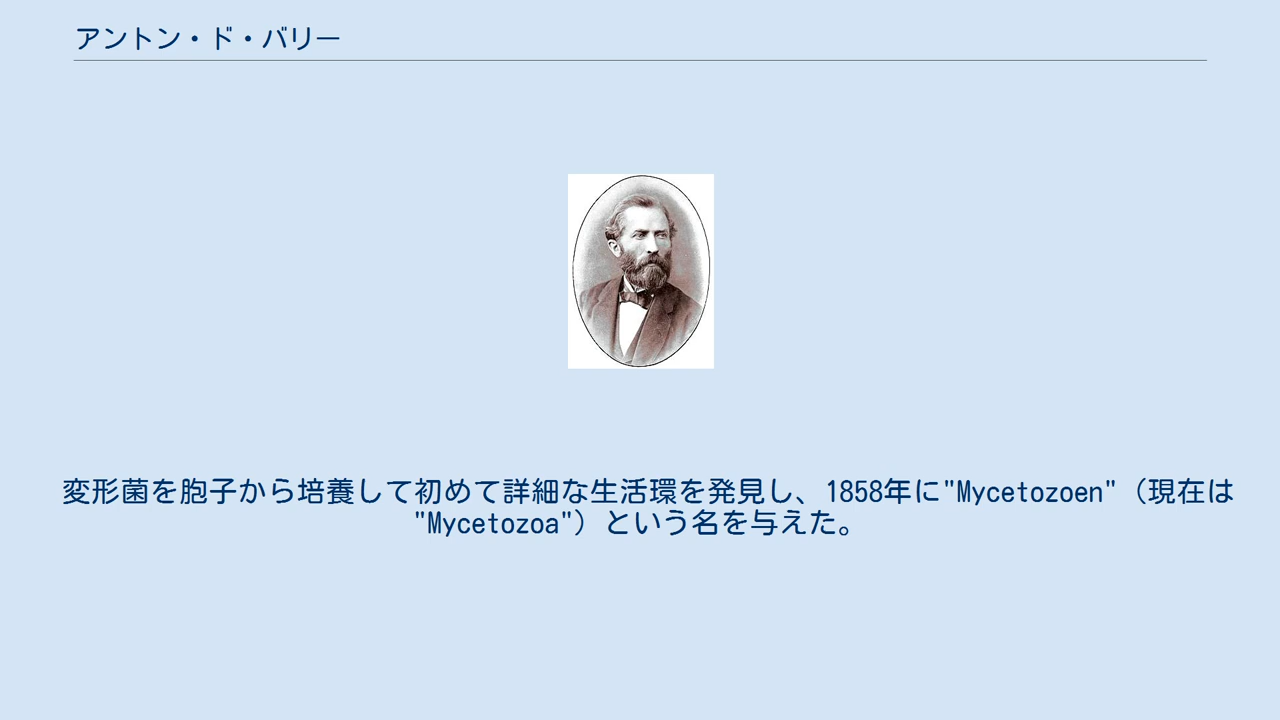 アントン・ド・バリー
変形菌を胞子から培養して初めて詳細な生活環を発見し、1858年に"Mycetozoen"（現在は
"Mycetozoa"）という名を与えた。